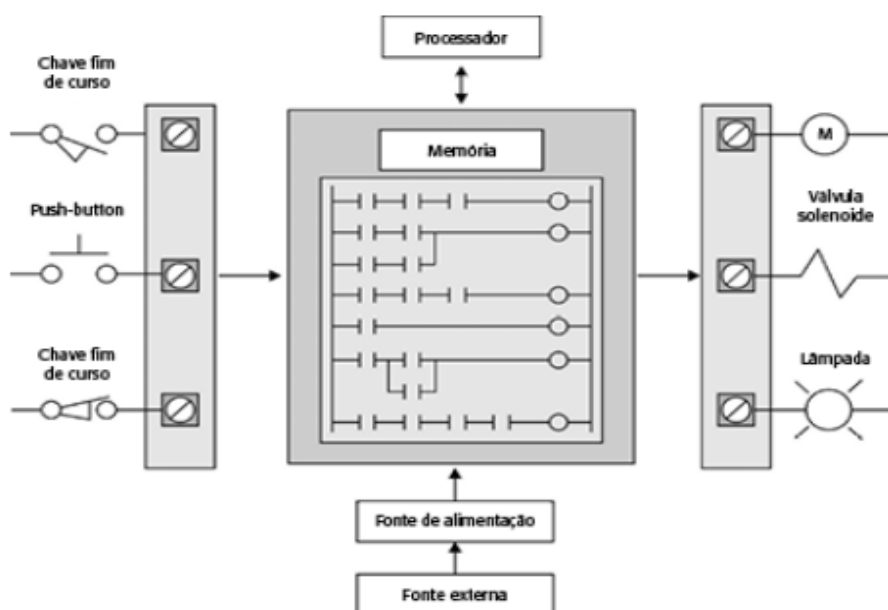 Processador
Chave fim
de curso
Memória
M
Push-button
Válvula
solenoide
Chave fim
de curso
Lâmpada
Fonte de alimentação
Fonte externa